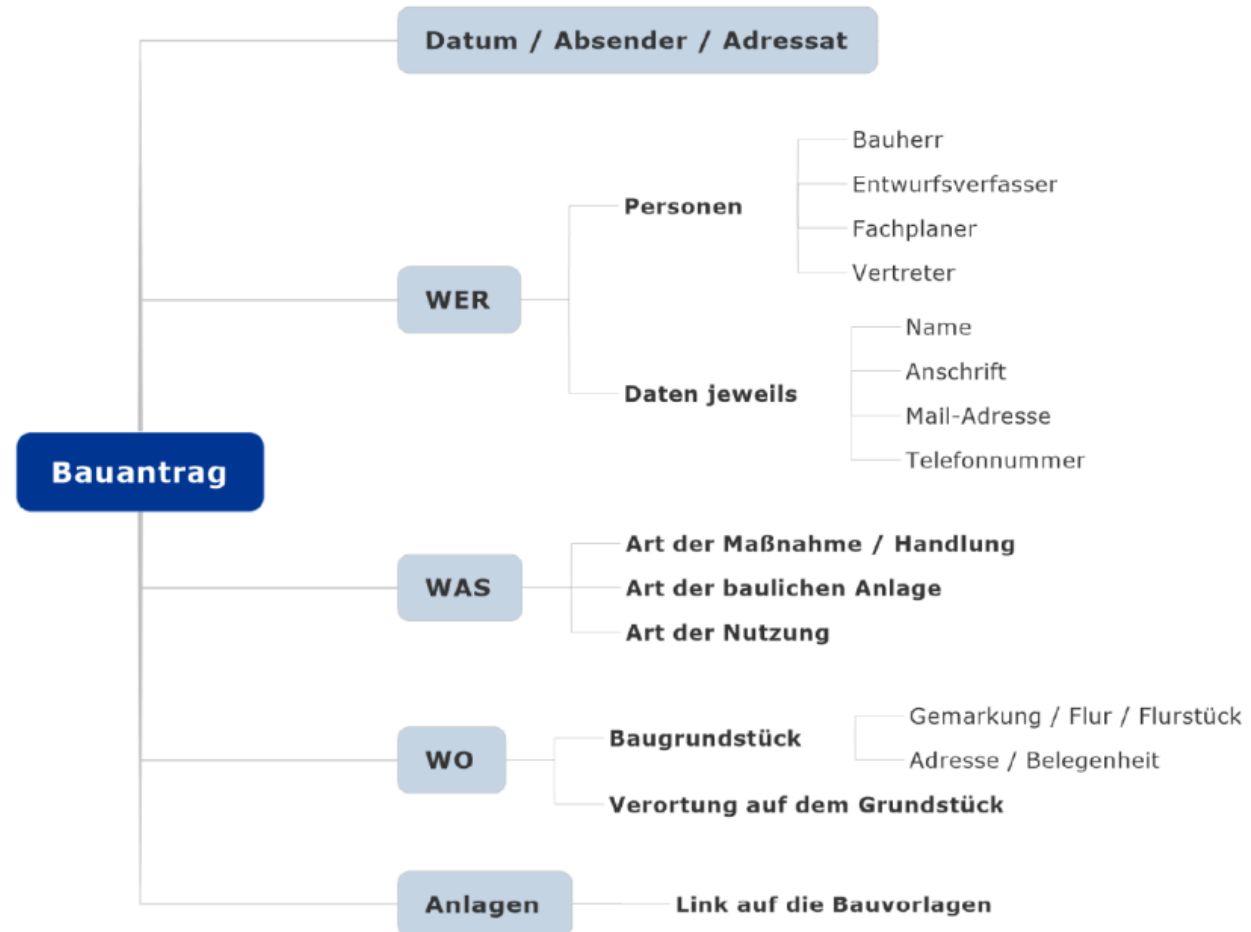 Datum / Absender / Adressat
Bauherr
Entwurfsverfasser
Personen
Fachplaner
Vertreter
WER
Name
Anschrift
Daten jeweils
Mail-Adresse
Telefonnummer
Bauantrag
Art der Maßnahme / Handlung
WAS
Art der baulichen Anlage
Art der Nutzung
Gemarkung / Flur / Flurstück
Baugrundstück
WO
Adresse / Belegenheit
Verortung auf dem Grundstück
Anlagen
Link auf die Bauvorlagen